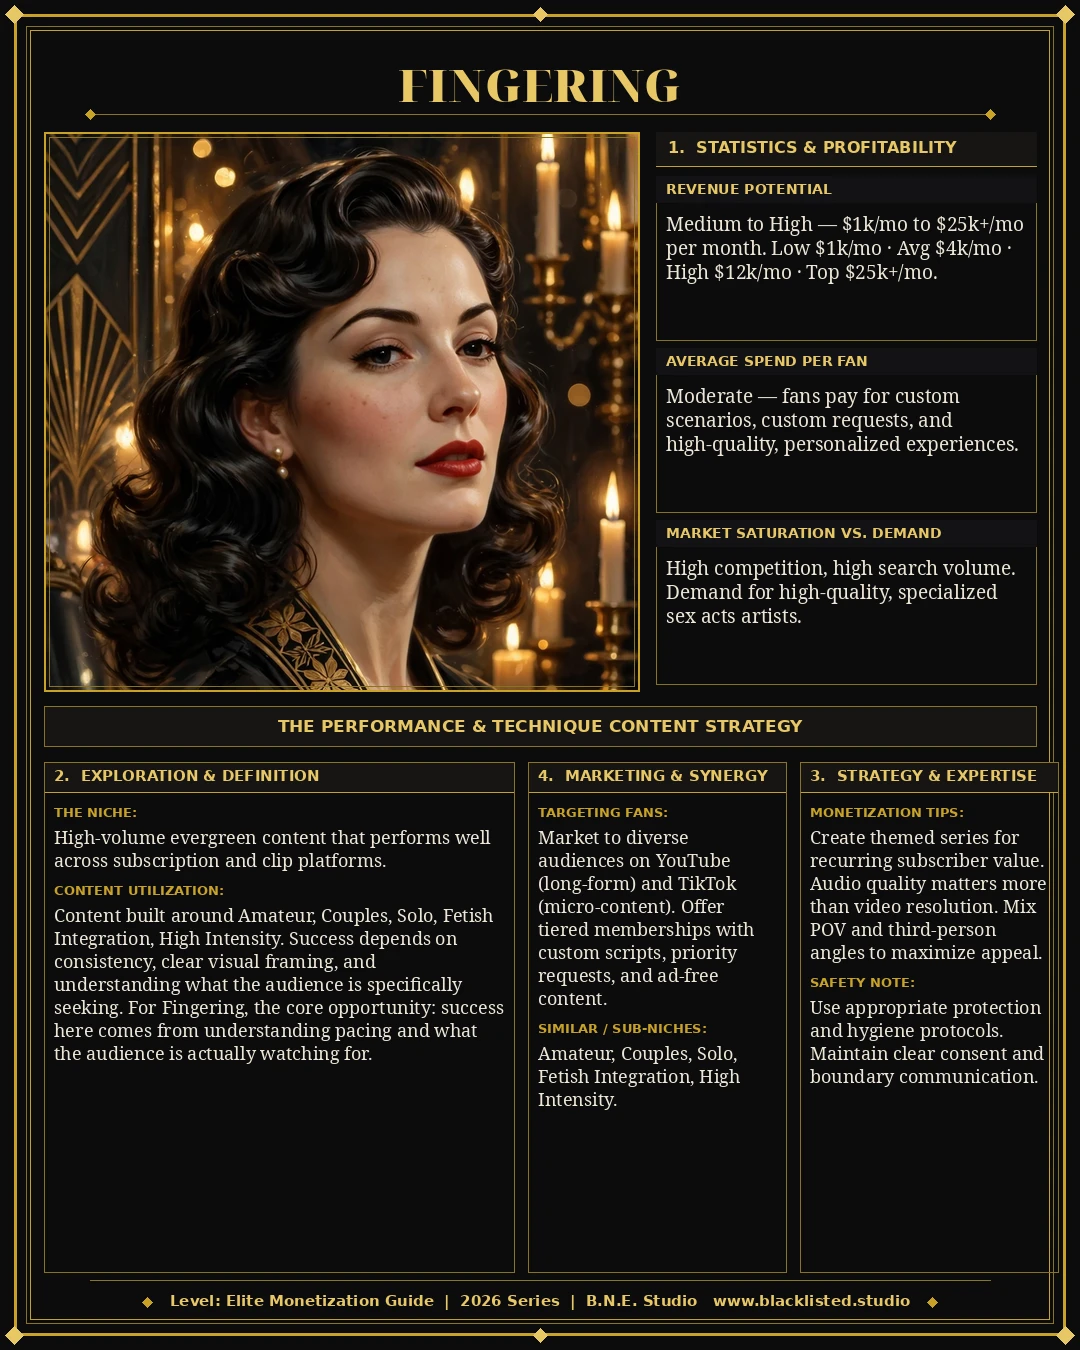 FINGERING
1. STATISTICS & PROFITABILITY
REVENUE POTENTIAL
Medium to High — $1k/mo to $25k+/mo
per month. Low $1k/mo · Avg $4k/mo ·
High $12k/mo · Top $25k+/mo.
AVERAGE SPEND PER FAN
Moderate — fans pay for custom
scenarios, custom requests, and
high-quality, personalized experiences.
MARKET SATURATION VS. DEMAND
High competition, high search volume.
Demand for high-quality, specialized
sex acts artists.
THE PERFORMANCE & TECHNIQUE CONTENT STRATEGY
2. EXPLORATION & DEFINITION
THE NICHE:
High-volume evergreen content that performs well
across subscription and clip platforms.
CONTENT UTILIZATION:
Content built around Amateur, Couples, Solo, Fetish
Integration, High Intensity. Success depends on
consistency, clear visual framing, and
understanding what the audience is specifically
seeking. For Fingering, the core opportunity: success
here comes from understanding pacing and what
the audience is actually watching for.
4. MARKETING & SYNERGY
TARGETING FANS:
Market to diverse
audiences on YouTube
(long-form) and TikTok
(micro-content). Offer
tiered memberships with
custom scripts, priority
requests, and ad-free
content.
SIMILAR / SUB-NICHES:
Amateur, Couples, Solo,
Fetish Integration, High
Intensity.
3. STRATEGY & EXPERTISE
MONETIZATION TIPS:
Create themed series for
recurring subscriber value.
Audio quality matters more
than video resolution. Mix
POV and third-person
angles to maximize appeal.
SAFETY NOTE:
Use appropriate protection
and hygiene protocols.
Maintain clear consent and
boundary communication.
Level: Elite Monetization Guide | 2026 Series | B.N.E. Studio www.blacklisted.studio